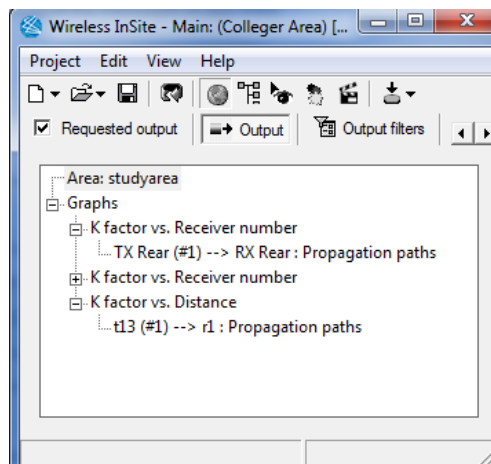 Wireless InSite - Main: (Colleger Area) [...
Project Edit View Help
Requested output Output Output filters
Area: studyarea
Graphs
K factor vs. Receiver number
TX Rear (#1) --> RX Rear : Propagation paths
K factor vs. Receiver number
K factor vs. Distance
t13 (#1) --> r1 : Propagation paths